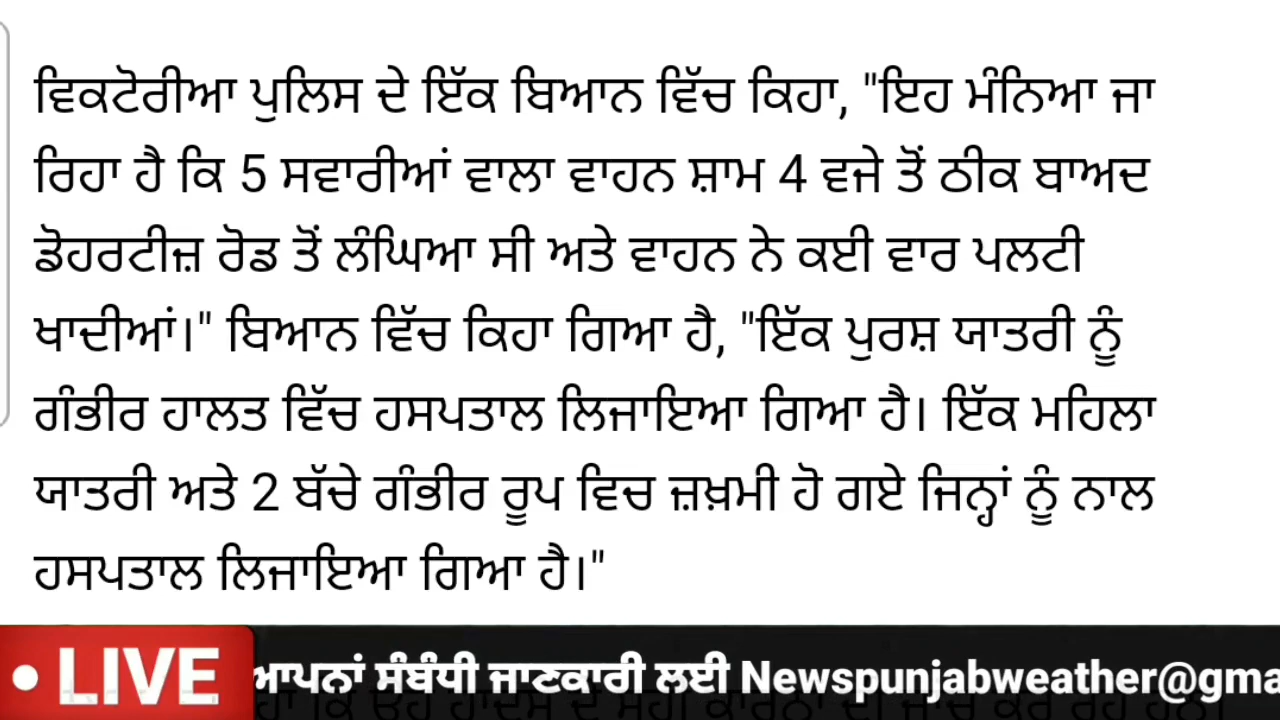 ਵਿਕਟੋਰੀਆ ਪੁਲਿਸ ਦੇ ਇੱਕ ਬਿਆਨ ਵਿੱਚ ਕਿਹਾ, "ਇਹ ਮੰਨਿਆ ਜਾ
ਰਿਹਾ ਹੈ ਕਿ 5 ਸਵਾਰੀਆਂ ਵਾਲਾ ਵਾਹਨ ਸ਼ਾਮ 4 ਵਜੇ ਤੋਂ ਠੀਕ ਬਾਅਦ
ਡੋਹਰਟੀਜ਼ ਰੋਡ ਤੋਂ ਲੰਘਿਆ ਸੀ ਅਤੇ ਵਾਹਨ ਨੇ ਕਈ ਵਾਰ ਪਲਟੀ
ਖਾਦੀਆਂ।" ਬਿਆਨ ਵਿੱਚ ਕਿਹਾ ਗਿਆ ਹੈ, "ਇੱਕ ਪੁਰਸ਼ ਯਾਤਰੀ ਨੂੰ
ਗੰਭੀਰ ਹਾਲਤ ਵਿੱਚ ਹਸਪਤਾਲ ਲਿਜਾਇਆ ਗਿਆ ਹੈ। ਇੱਕ ਮਹਿਲਾ
ਯਾਤਰੀ ਅਤੇ 2 ਬੱਚੇ ਗੰਭੀਰ ਰੂਪ ਵਿਚ ਜ਼ਖ਼ਮੀ ਹੋ ਗਏ ਜਿਨ੍ਹਾਂ ਨੂੰ ਨਾਲ
ਹਸਪਤਾਲ ਲਿਜਾਇਆ ਗਿਆ ਹੈ।"
• LIVE ਆਪਨਾਂ ਸੰਬੰਧੀ ਜਾਣਕਾਰੀ ਲਈ Newspunjabweather@gma